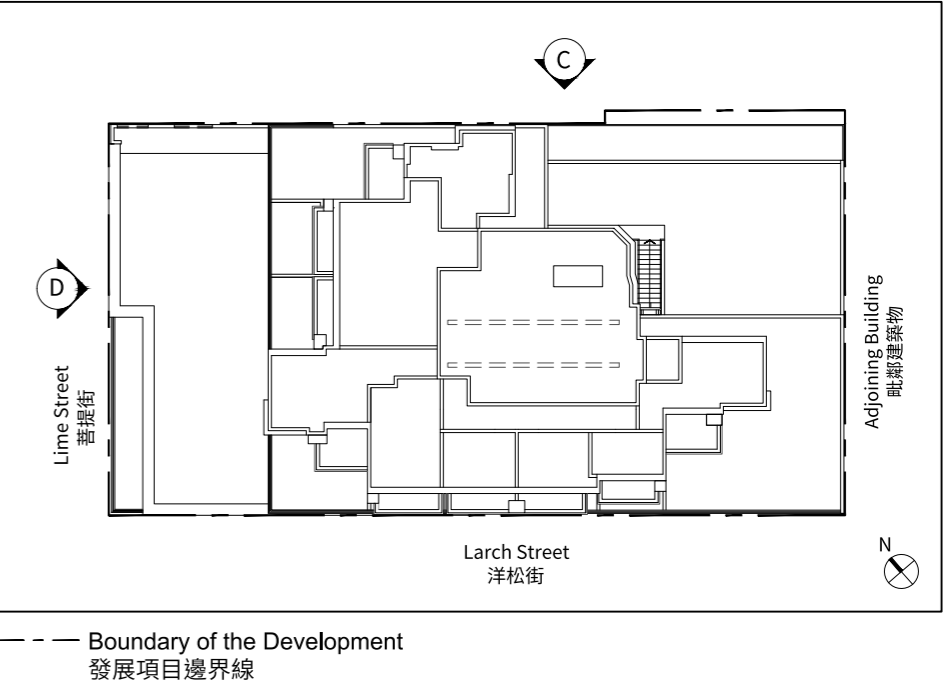 C
D
Lime Street
菩提街
Adjoining Building
毗鄰建築物
Larch Street
洋松街
N
Boundary of the Development
發展項目邊界線